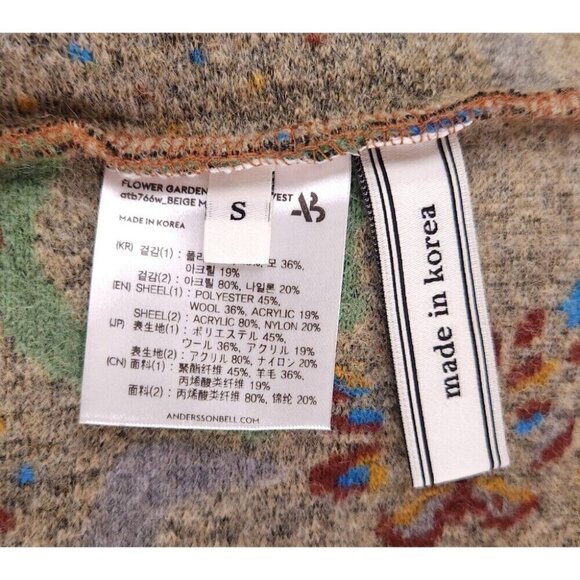 FLOWER GARDEN VEST
atb766w_BEIGE M
S
MADE IN KOREA
(KR) 겉감(1) : 36%,
아크릴 19%
겉감(2) : 아크릴 80%, 나일론 20%
(EN) SHEEL(1) : POLYESTER 45%,
WOOL 36%, ACRYLIC 19%
SHEEL(2) : ACRYLIC 80%, NYLON 20%
(JP) 表生地(1) : ポリエステル 45%,
ウール 36%, アクリル 19%
表生地(2) : アクリル 80%, ナイロン 20%
(CN) 面料(1) : 聚酯纤维 45%, 羊毛 36%,
丙烯酸类纤维 19%
面料(2) : 丙烯酸类纤维 80%, 锦纶 20%
ANDERSSONBELL.COM
made in korea